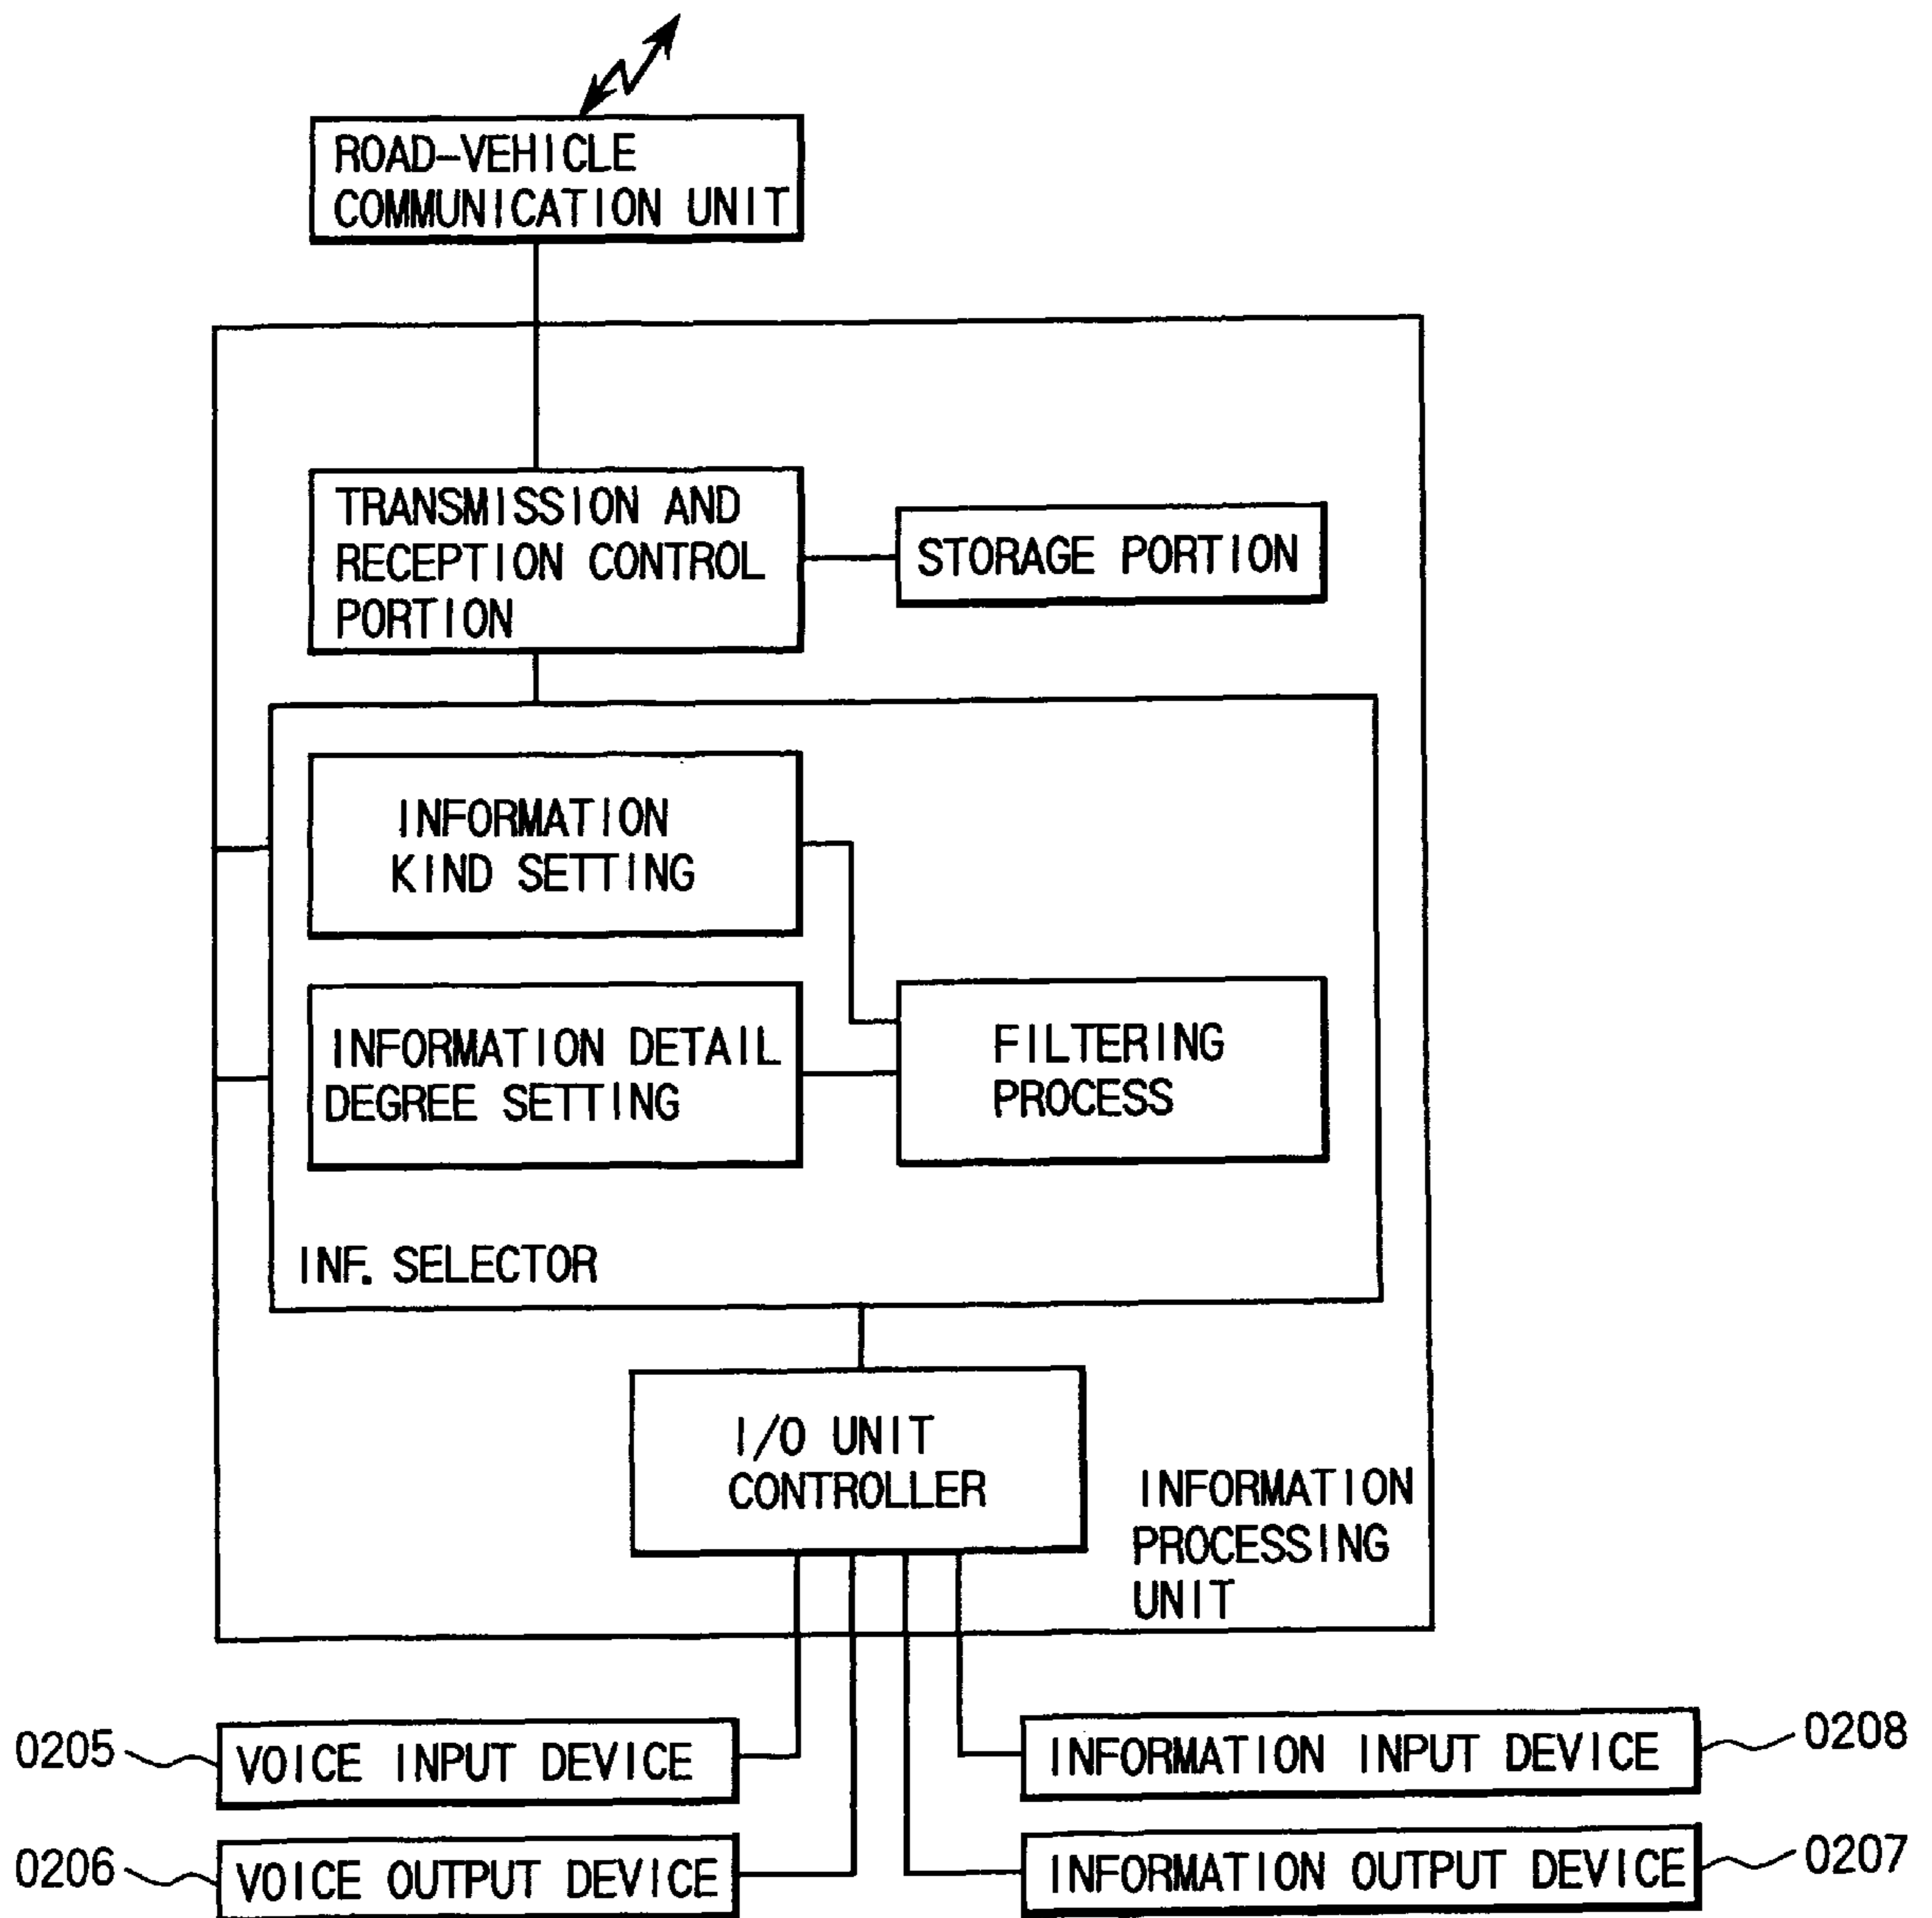 ROAD-VEHICLE
COMMUNICATION UNIT
TRANSMISSION AND
RECEPTION CONTROL
PORTION
STORAGE PORTION
INFORMATION
KIND SETTING
INFORMATION DETAIL
DEGREE SETTING
FILTERING
PROCESS
INF. SELECTOR
I/O UNIT
CONTROLLER
INFORMATION
PROCESSING
UNIT
0205
VOICE INPUT DEVICE
INFORMATION INPUT DEVICE
0208
0206
VOICE OUTPUT DEVICE
INFORMATION OUTPUT DEVICE
0207